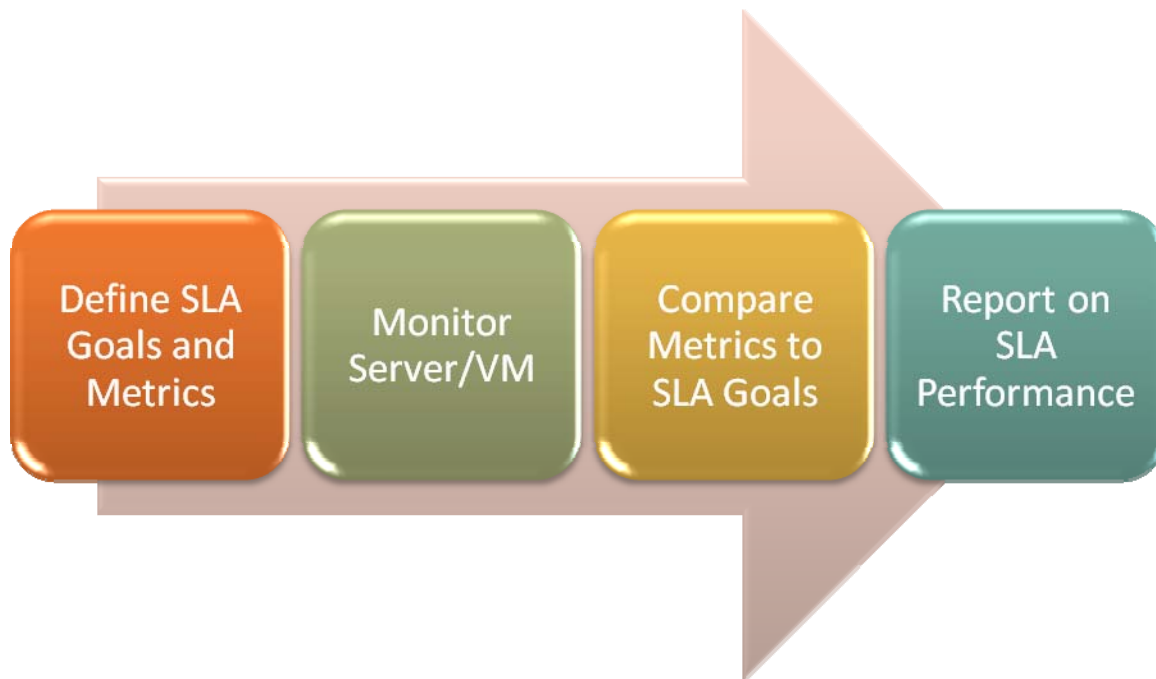 Define SLA
Goals and
Metrics
Monitor
Server/VM
Compare
Metrics to
SLA Goals
Report on
SLA
Performance